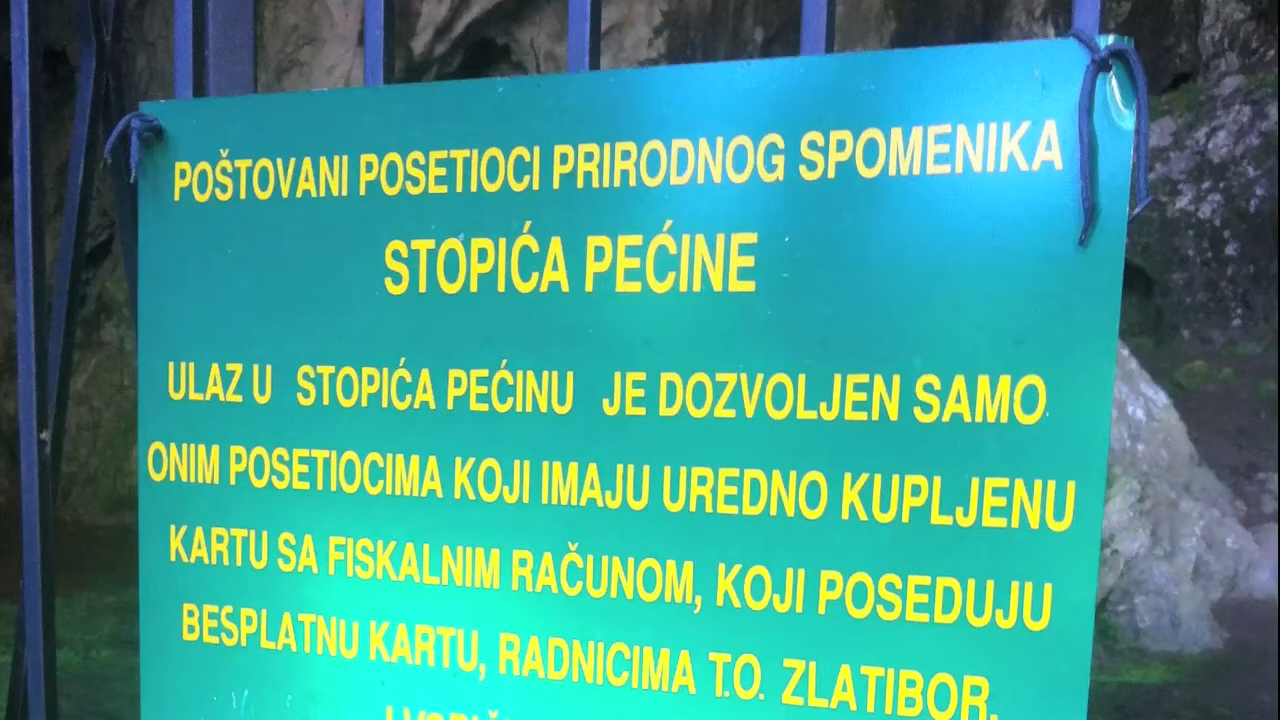 POŠTOVANI POSETIOCI PRIRODNOG SPOMENIKA
STOPIĆA PEĆINE
ULAZ U STOPIĆA PEĆINU JE DOZVOLJEN SAMO
ONIM POSETIOCIMA KOJI IMAJU UREDNO KUPLJENU
KARTU SA FISKALNIM RAČUNOM, KOJI POSEDUJU
BESPLATNU KARTU, RADNICIMA T.O. ZLATIBOR,